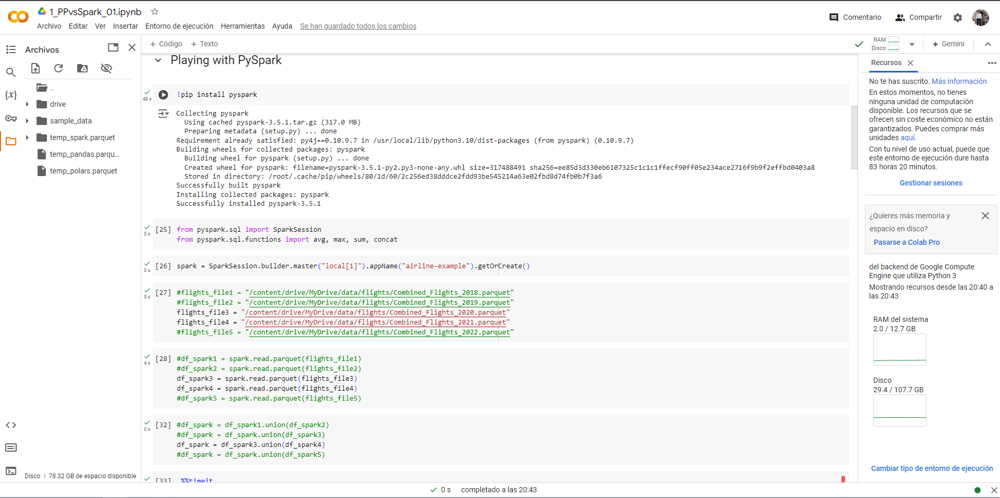 1_PPvsSpark_01.ipynb
Archivo Editar Ver Insertar Entorno de ejecución Herramientas Ayuda Se han guardado todos los cambios
Comentario Compartir
Archivos
+ Código + Texto
RAM
Disco
Gemini
..
drive
sample_data
temp_spark.parquet
temp_pandas.parqu...
temp_polars.parquet
Disco 78.32 GB de espacio disponible
Playing with PySpark
48 s
!pip install pyspark
Collecting pyspark
Using cached pyspark-3.5.1.tar.gz (317.0 MB)
Preparing metadata (setup.py) ... done
Requirement already satisfied: py4j==0.10.9.7 in /usr/local/lib/python3.10/dist-packages (from pyspark) (0.10.9.7)
Building wheels for collected packages: pyspark
Building wheel for pyspark (setup.py) ... done
Created wheel for pyspark: filename=pyspark-3.5.1-py2.py3-none-any.whl size=317488491 sha256=ee85d3d330eb6107325c1c1c1ffecf90ff05e234ace2716f9b9f2effbd0403a8
Stored in directory: /root/.cache/pip/wheels/80/1d/60/2c256ed38dddce2fdd93be545214a63e02fbd8d74fb0b7f3a6
Successfully built pyspark
Installing collected packages: pyspark
Successfully installed pyspark-3.5.1
0 s
[25] from pyspark.sql import SparkSession
from pyspark.sql.functions import avg, max, sum, concat
0 s
[26] spark = SparkSession.builder.master("local[1]").appName("airline-example").getOrCreate()
0 s
[27] #flights_file1 = "/content/drive/MyDrive/data/flights/Combined_Flights_2018.parquet"
#flights_file2 = "/content/drive/MyDrive/data/flights/Combined_Flights_2019.parquet"
flights_file3 = "/content/drive/MyDrive/data/flights/Combined_Flights_2020.parquet"
flights_file4 = "/content/drive/MyDrive/data/flights/Combined_Flights_2021.parquet"
#flights_file5 = "/content/drive/MyDrive/data/flights/Combined_Flights_2022.parquet"
4 s
[28] #df_spark1 = spark.read.parquet(flights_file1)
#df_spark2 = spark.read.parquet(flights_file2)
df_spark3 = spark.read.parquet(flights_file3)
df_spark4 = spark.read.parquet(flights_file4)
#df_spark5 = spark.read.parquet(flights_file5)
0 s
[32] #df_spark = df_spark1.union(df_spark2)
#df_spark = df_spark.union(df_spark3)
df_spark = df_spark3.union(df_spark4)
#df_spark = df_spark.union(df_spark5)
[33] %%timeit
Recursos
No te has suscrito. Más información
En estos momentos, no tienes
ninguna unidad de computación
disponible. Los recursos que se
ofrecen sin coste económico no están
garantizados. Puedes comprar más
unidades aquí.
Con tu nivel de uso actual, puede que
este entorno de ejecución dure hasta
83 horas 20 minutos.
Gestionar sesiones
¿Quieres más memoria y
espacio en disco?
Pasarse a Colab Pro
del backend de Google Compute
Engine que utiliza Python 3
Mostrando recursos desde las 20:40 a
las 20:43
RAM del sistema
2.0 / 12.7 GB
Disco
29.4 / 107.7 GB
Cambiar tipo de entorno de ejecución
0 s completado a las 20:43